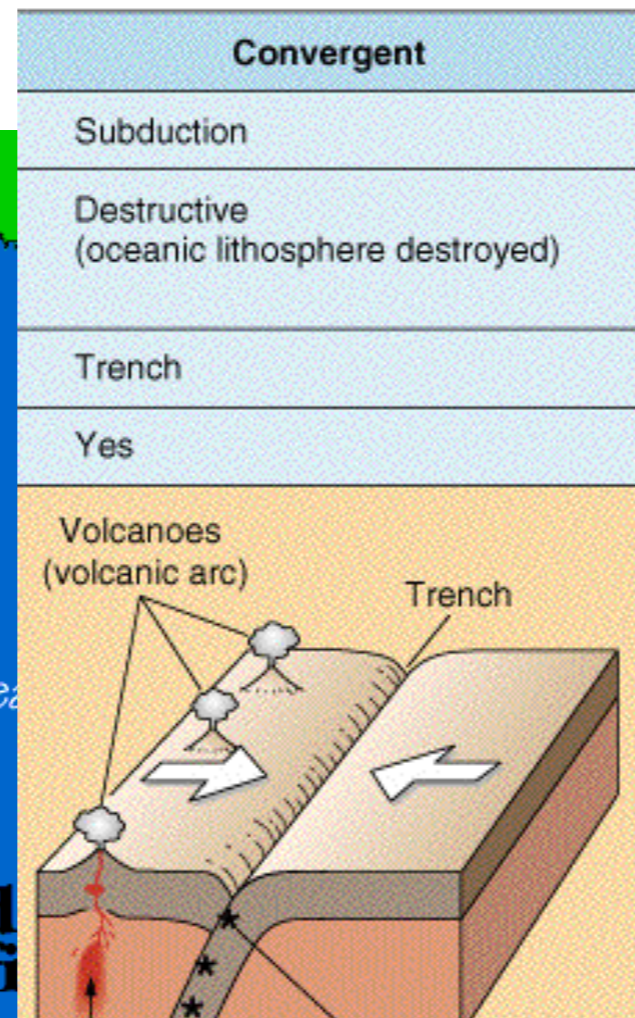 Convergent
Subduction
Destructive
(oceanic lithosphere destroyed)
Trench
Yes
Volcanoes
(volcanic arc)
Trench